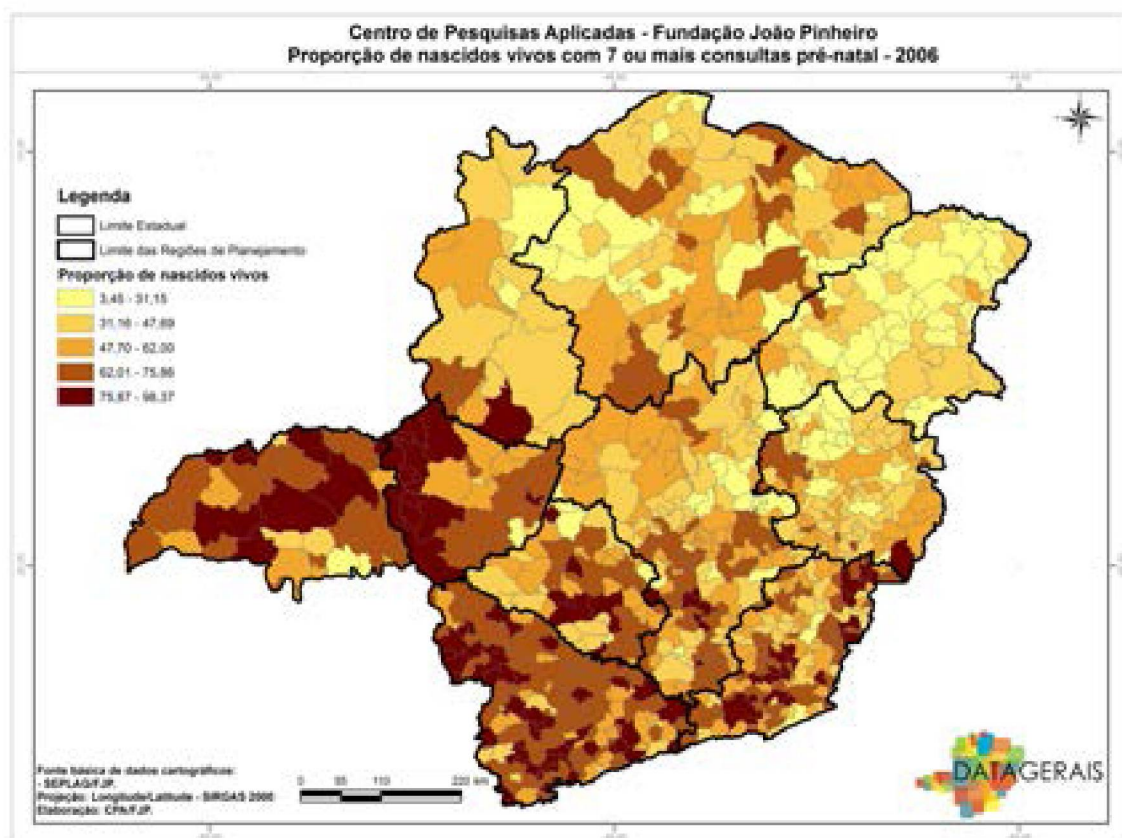 Centro de Pesquisas Aplicadas - Fundação João Pinheiro
Proporção de nascidos vivos com 7 ou mais consultas pré-natal - 2006
Legenda
Limite Estadual
Limite das Regiões de Planejamento
Proporção de nascidos vivos
3,45 - 31,15
31,16 - 47,69
47,70 - 62,00
62,01 - 75,86
75,87 - 98,37
Fonte básica de dados cartográficos:
- SEPLAG/FJP.
Projeção: Longitude/Latitude - SIRGAS 2000
Elaboração: CPA/FJP.
0 55 110 220 km
DATAGERAIS